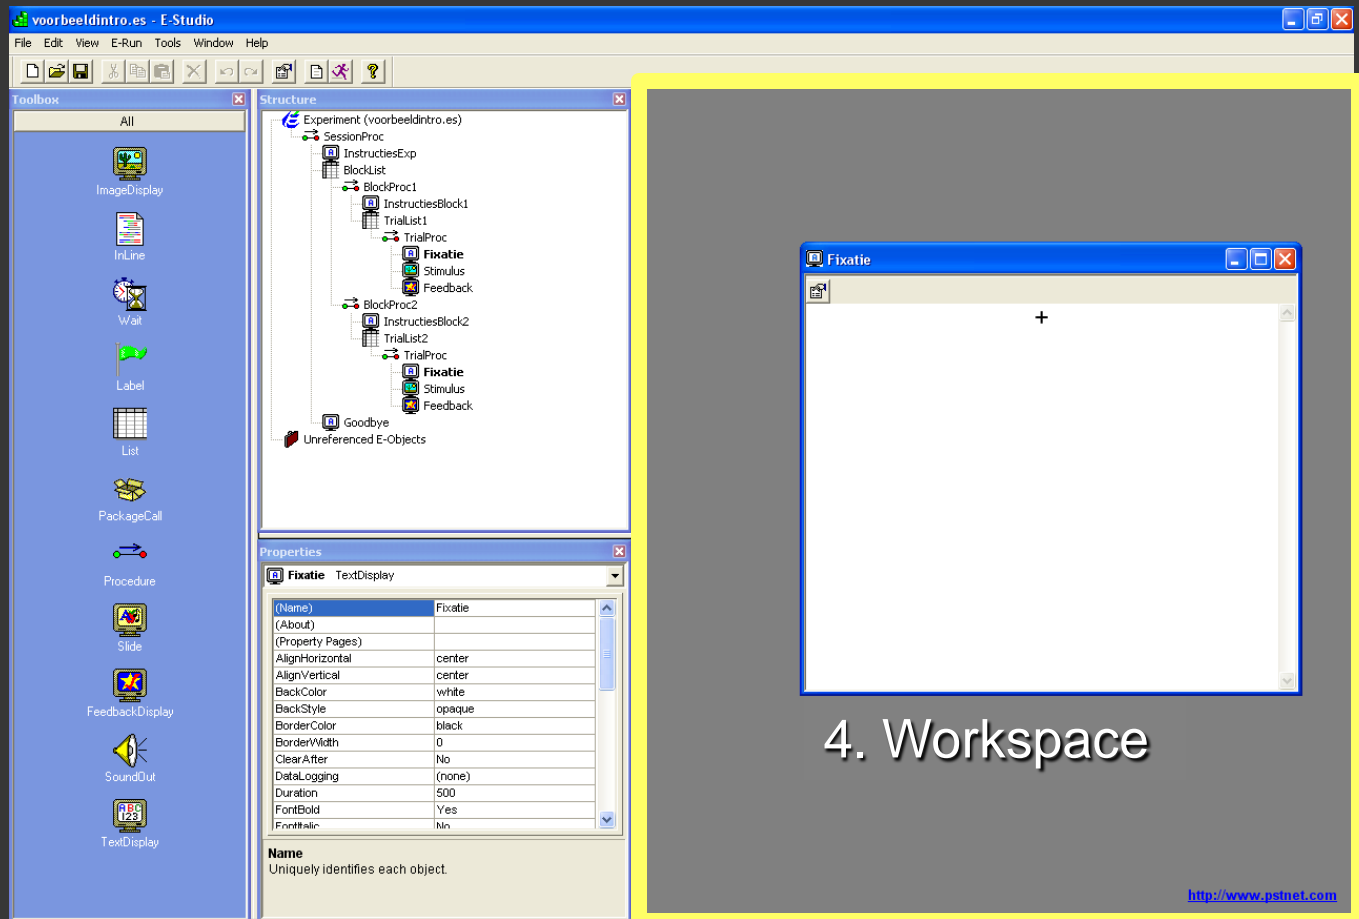 voorbeeldintro.es - E-Studio
File Edit View E-Run Tools Window Help
Toolbox
All
ImageDisplay
InLine
Wait
Label
List
PackageCall
Procedure
Slide
FeedbackDisplay
SoundOut
TextDisplay
Structure
Experiment (voorbeeldintro.es)
SessionProc
InstructiesExp
BlockList
BlockProc1
InstructiesBlock1
TrialList1
TrialProc
Fixatie
Stimulus
Feedback
BlockProc2
InstructiesBlock2
TrialList2
TrialProc
Fixatie
Stimulus
Feedback
Goodbye
Unreferenced E-Objects
Properties
Fixatie TextDisplay
(Name) Fixatie
(About)
(Property Pages)
AlignHorizontal center
AlignVertical center
BackColor white
BackStyle opaque
BorderColor black
BorderWidth 0
ClearAfter No
DataLogging (none)
Duration 500
FontBold Yes
FontItalic No
Name
Uniquely identifies each object.
Fixatie
+
4. Workspace
http://www.pstnet.com